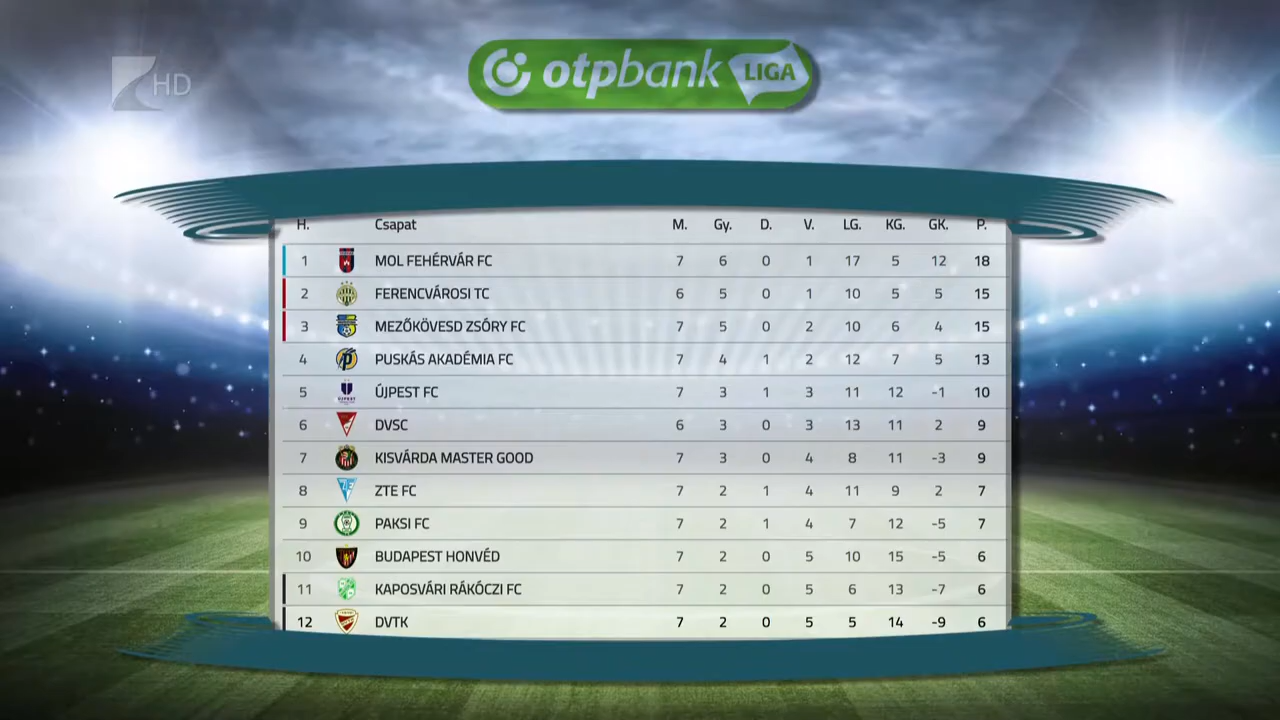 otpbank LIGA
HD
H. Csapat M. Gy. D. V. LG. KG. GK. P.
1 MOL FEHÉRVÁR FC 7 6 0 1 17 5 12 18
2 FERENCVÁROSI TC 6 5 0 1 10 5 5 15
3 MEZŐKÖVESD ZSÓRY FC 7 5 0 2 10 6 4 15
4 PUSKÁS AKADÉMIA FC 7 4 1 2 12 7 5 13
5 ÚJPEST FC 7 3 1 3 11 12 -1 10
6 DVSC 6 3 0 3 13 11 2 9
7 KISVÁRDA MASTER GOOD 7 3 0 4 8 11 -3 9
8 ZTE FC 7 2 1 4 11 9 2 7
9 PAKSI FC 7 2 1 4 7 12 -5 7
10 BUDAPEST HONVÉD 7 2 0 5 10 15 -5 6
11 KAPOSVÁRI RÁKÓCZI FC 7 2 0 5 6 13 -7 6
12 DVTK 7 2 0 5 5 14 -9 6